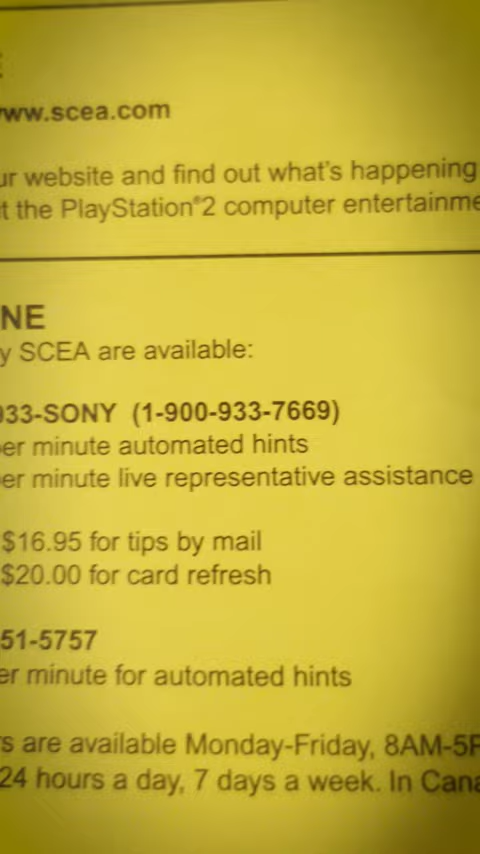 www.scea.com
ur website and find out what's happening
t the PlayStation®2 computer entertainme
NE
y SCEA are available:
933-SONY (1-900-933-7669)
er minute automated hints
er minute live representative assistance
$16.95 for tips by mail
$20.00 for card refresh
51-5757
er minute for automated hints
s are available Monday-Friday, 8AM-5P
24 hours a day, 7 days a week. In Cana